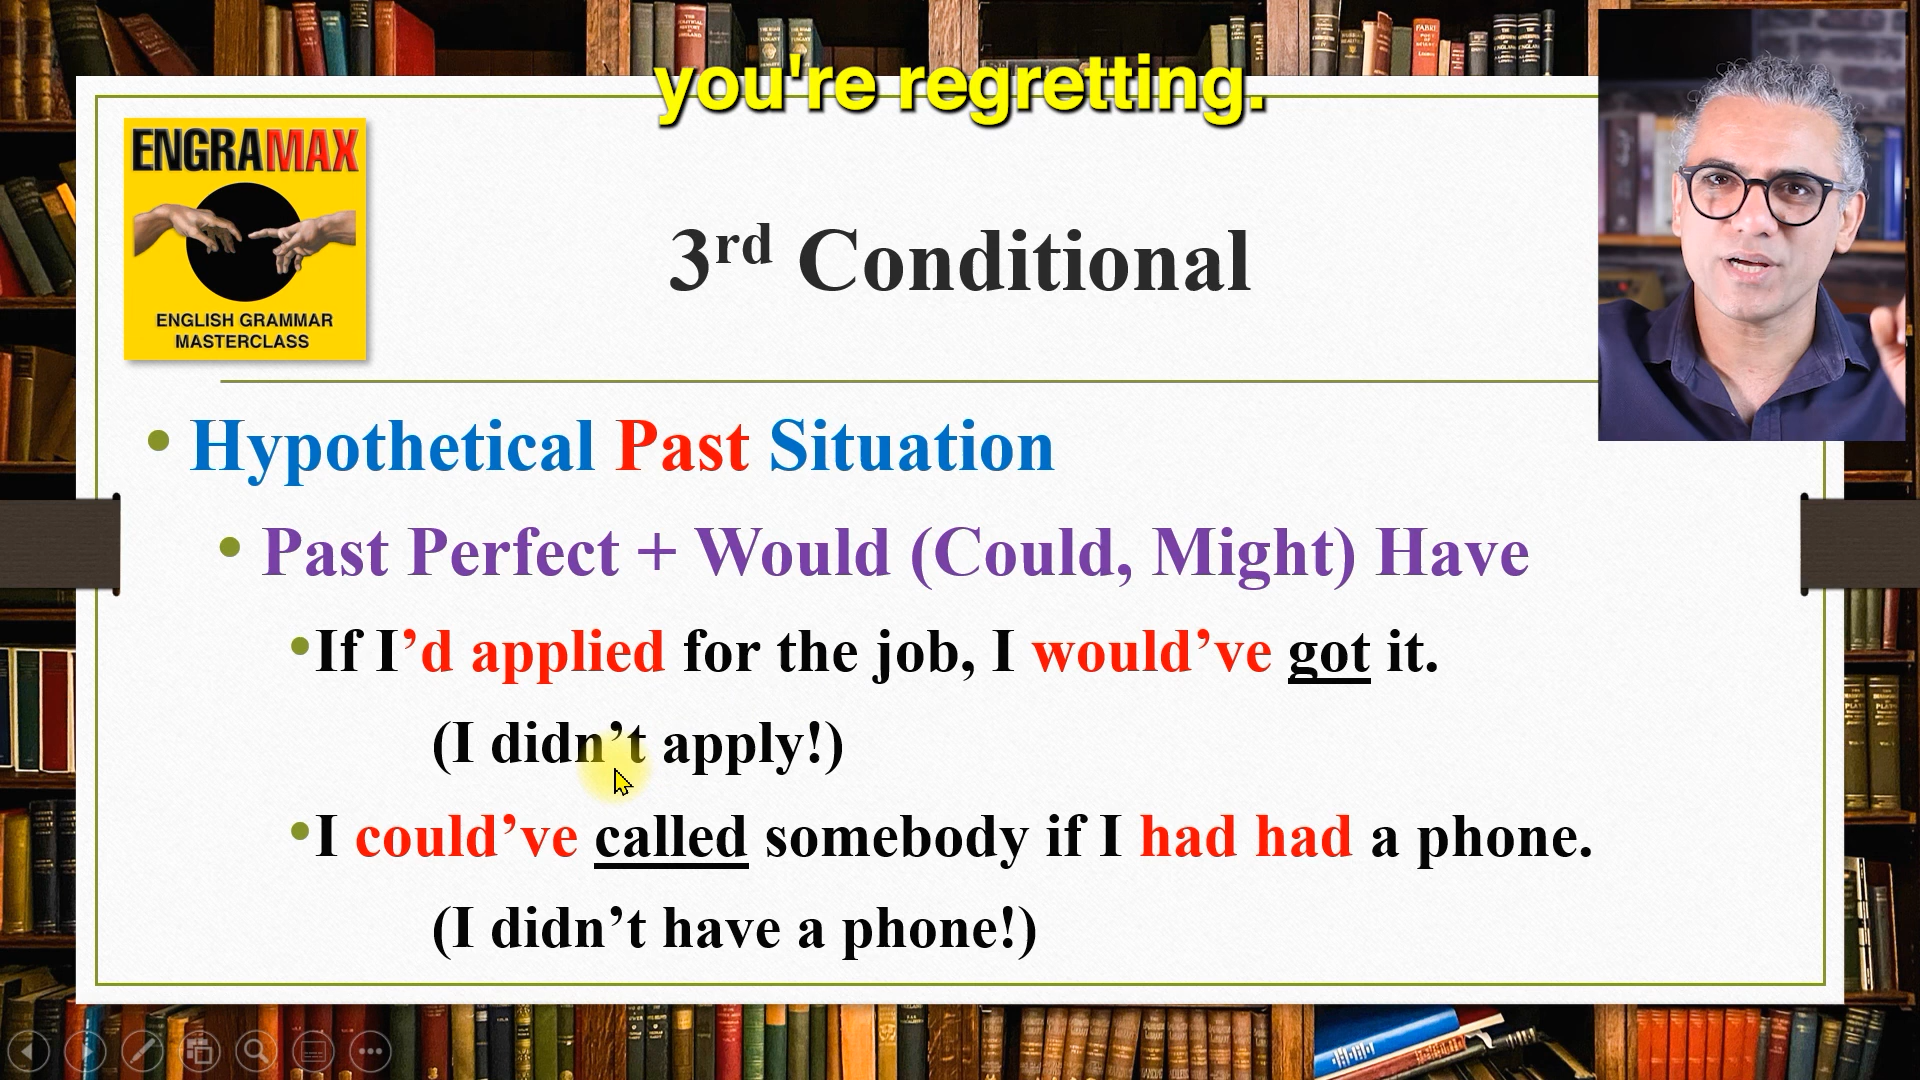 you're regretting.
ENGRAMAX
ENGLISH GRAMMAR
MASTERCLASS
3rd Conditional
• Hypothetical Past Situation
• Past Perfect + Would (Could, Might) Have
•If I’d applied for the job, I would’ve got it.
(I didn’t apply!)
•I could’ve called somebody if I had had a phone.
(I didn’t have a phone!)